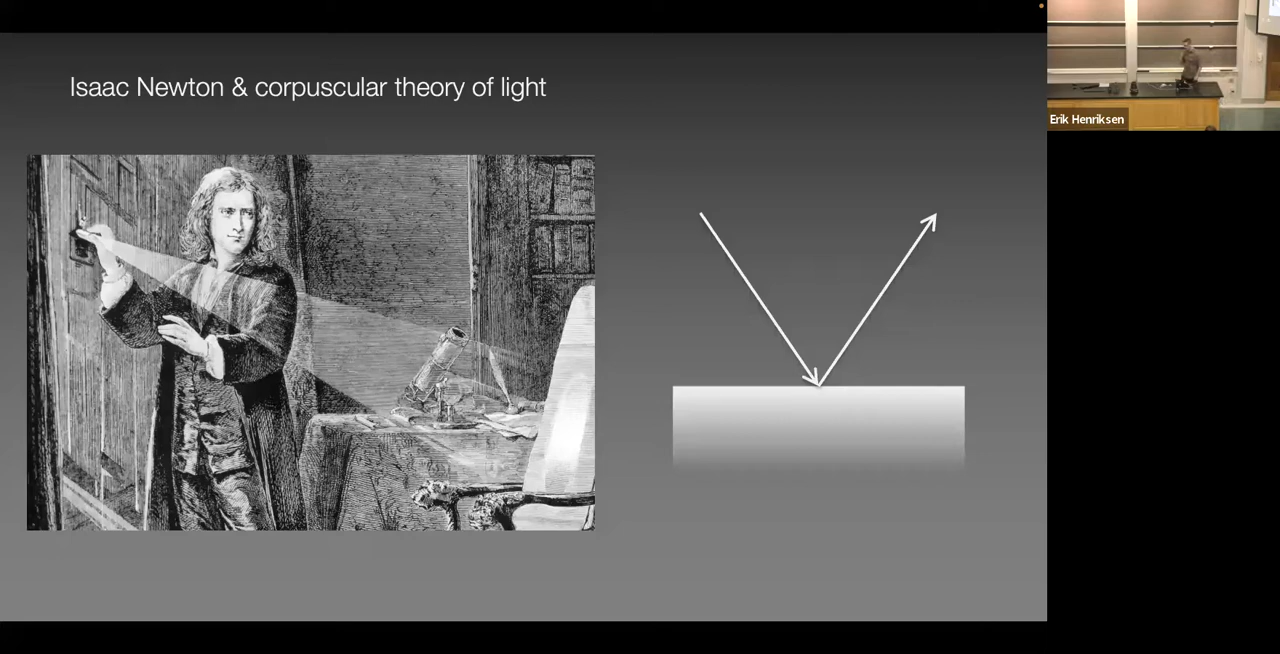 Isaac Newton & corpuscular theory of light
Erik Henriksen